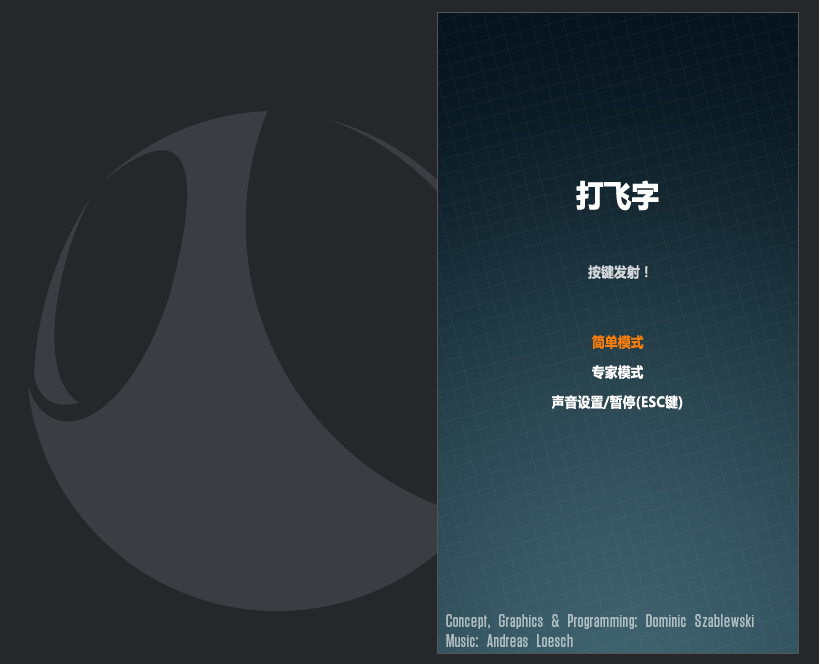 打飞字
按键发射！
简单模式
专家模式
声音设置/暂停(ESC键)
Concept, Graphics & Programming: Dominic Szablewski
Music: Andreas Loesch